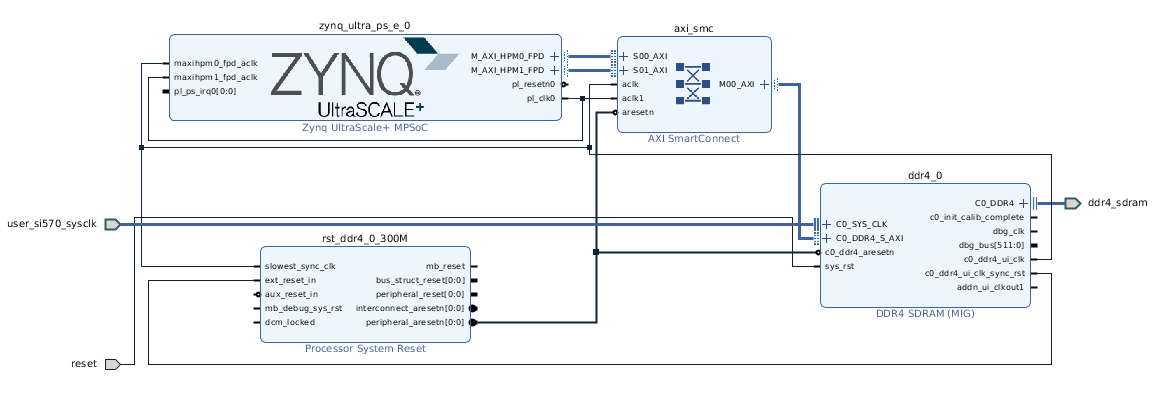 zynq_ultra_ps_e_0
maxihpm0_fpd_aclk
maxihpm1_fpd_aclk
pl_ps_irq0[0:0]
ZYNQ
UltraSCALE+
M_AXI_HPM0_FPD
M_AXI_HPM1_FPD
pl_resetn0
pl_clk0
Zynq UltraScale+ MPSoC
axi_smc
S00_AXI
S01_AXI
aclk
aclk1
aresetn
M00_AXI
AXI SmartConnect
ddr4_0
C0_SYS_CLK
C0_DDR4_S_AXI
c0_ddr4_aresetn
sys_rst
C0_DDR4
c0_init_calib_complete
dbg_clk
dbg_bus[511:0]
c0_ddr4_ui_clk
c0_ddr4_ui_clk_sync_rst
addn_ui_clkout1
DDR4 SDRAM (MIG)
ddr4_sdram
user_si570_sysclk
rst_ddr4_0_300M
slowest_sync_clk
ext_reset_in
aux_reset_in
mb_debug_sys_rst
dcm_locked
mb_reset
bus_struct_reset[0:0]
peripheral_reset[0:0]
interconnect_aresetn[0:0]
peripheral_aresetn[0:0]
Processor System Reset
reset